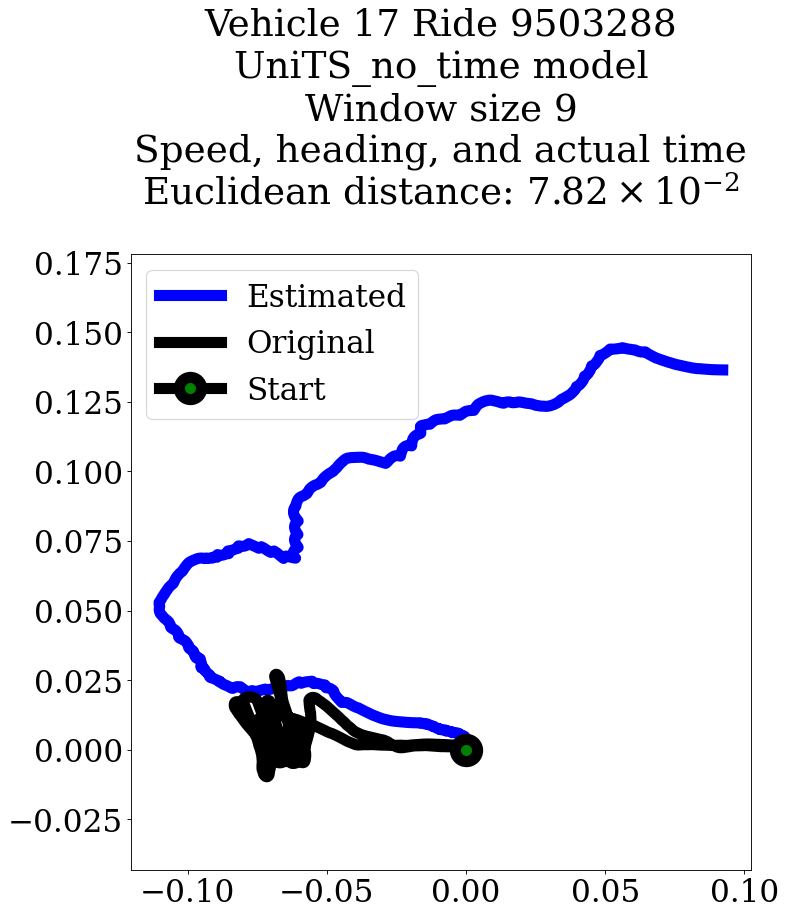 Vehicle 17 Ride 9503288
UniTS_no_time model
Window size 9
Speed, heading, and actual time
Euclidean distance: 7.82 × 10⁻²
0.175
0.150
0.125
0.100
0.075
0.050
0.025
0.000
−0.025
Estimated
Original
Start
−0.10
−0.05
0.00
0.05
0.10